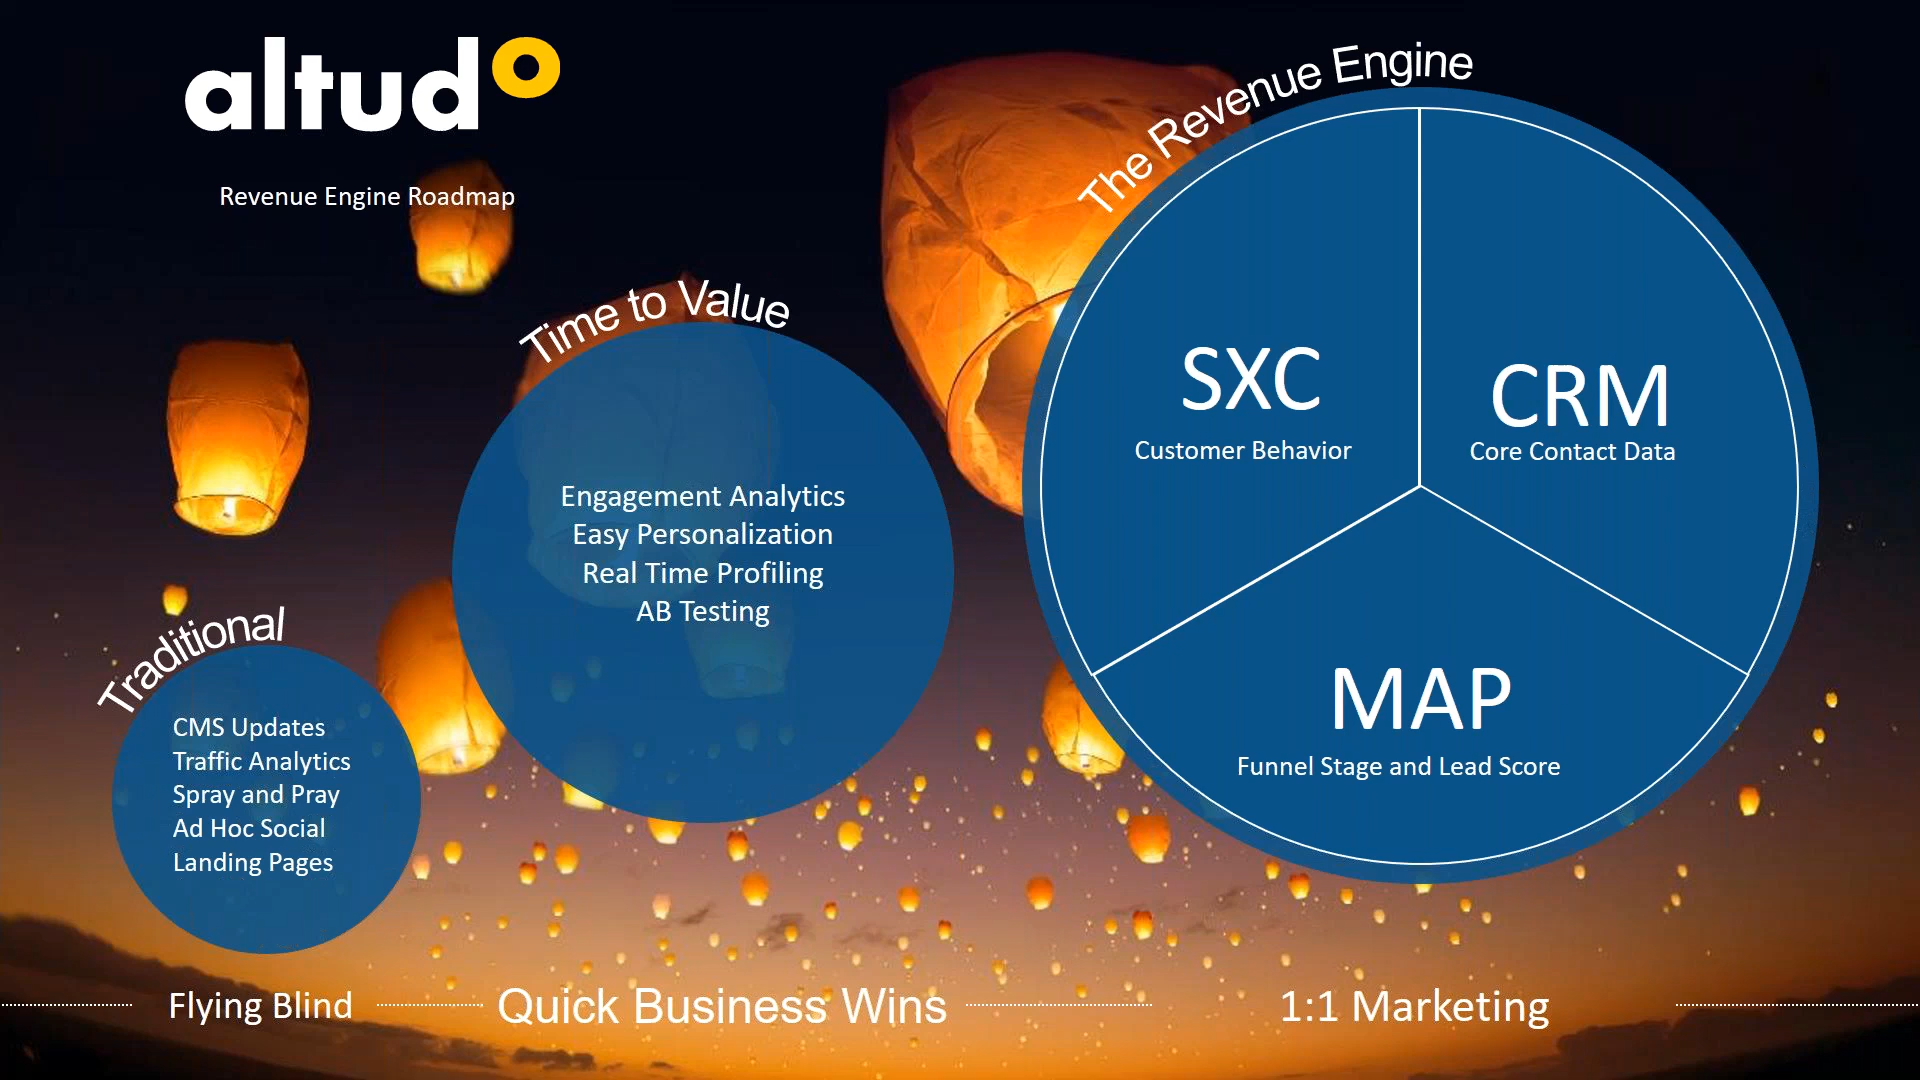 altudo
Revenue Engine Roadmap
Traditional
CMS Updates
Traffic Analytics
Spray and Pray
Ad Hoc Social
Landing Pages
Time to Value
Engagement Analytics
Easy Personalization
Real Time Profiling
AB Testing
The Revenue Engine
SXC
Customer Behavior
CRM
Core Contact Data
MAP
Funnel Stage and Lead Score
Flying Blind
Quick Business Wins
1:1 Marketing